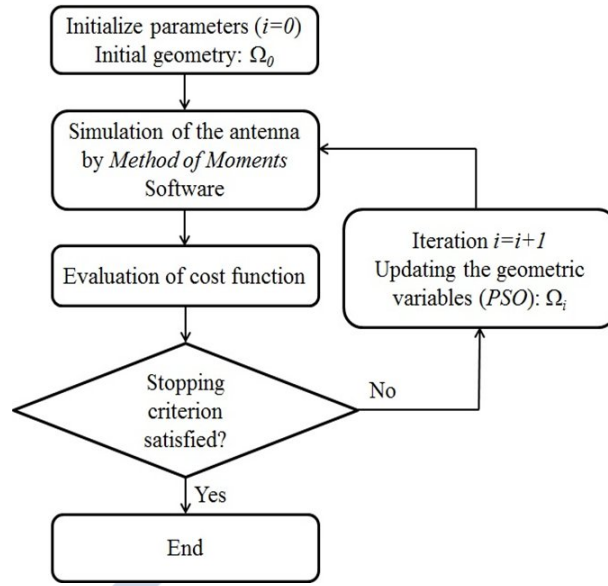 Initialize parameters (i=0)
Initial geometry: Ω₀
Simulation of the antenna
by Method of Moments
Software
Evaluation of cost function
Iteration i=i+1
Updating the geometric
variables (PSO): Ωᵢ
Stopping
criterion
satisfied?
No
Yes
End